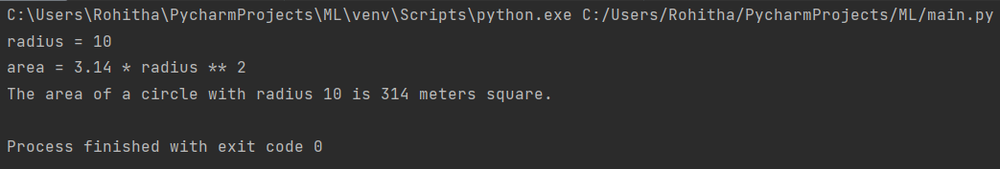 C:\Users\Rohitha\PycharmProjects\ML\venv\Scripts\python.exe C:/Users/Rohitha/PycharmProjects/ML/main.py
radius = 10
area = 3.14 * radius ** 2
The area of a circle with radius 10 is 314 meters square.
Process finished with exit code 0